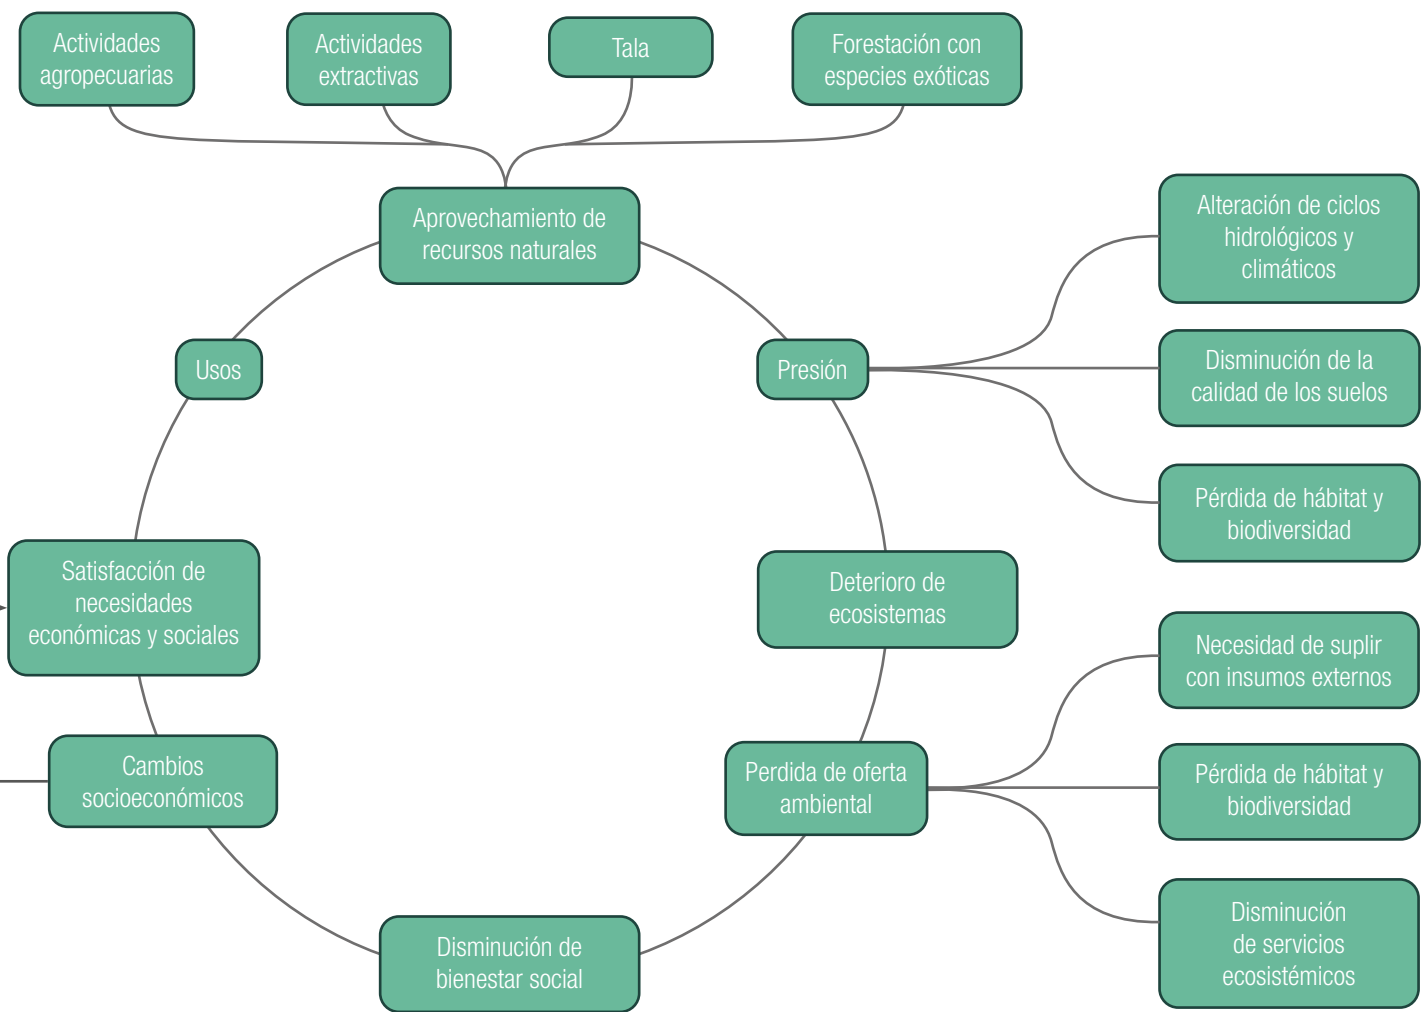 Actividades
agropecuarias
Actividades
extractivas
Tala
Forestación con
especies exóticas
Aprovechamiento de
recursos naturales
Alteración de ciclos
hidrológicos y
climáticos
Usos
Presión
Disminución de la
calidad de los suelos
Pérdida de hábitat y
biodiversidad
Satisfacción de
necesidades
económicas y sociales
Deterioro de
ecosistemas
Necesidad de suplir
con insumos externos
Cambios
socioeconómicos
Perdida de oferta
ambiental
Pérdida de hábitat y
biodiversidad
Disminución de
bienestar social
Disminución
de servicios
ecosistémicos